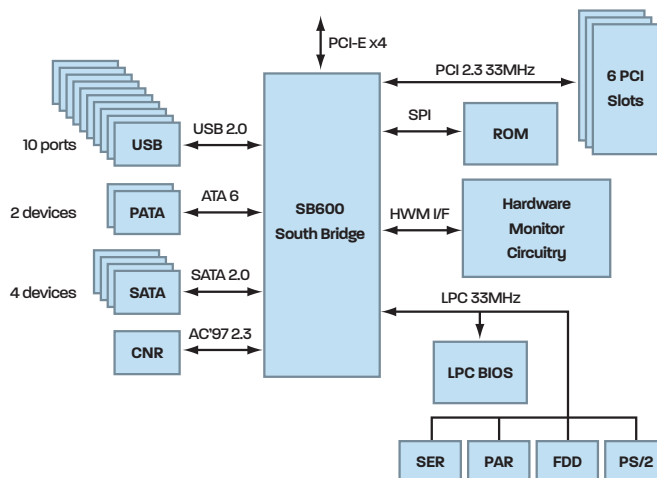 PCI-E x4
PCI 2.3 33MHz
6 PCI
Slots
SPI
ROM
10 ports
USB
USB 2.0
2 devices
PATA
ATA 6
SB600
South Bridge
HWM I/F
Hardware
Monitor
Circuitry
4 devices
SATA
SATA 2.0
LPC 33MHz
CNR
AC'97 2.3
LPC BIOS
SER
PAR
FDD
PS/2